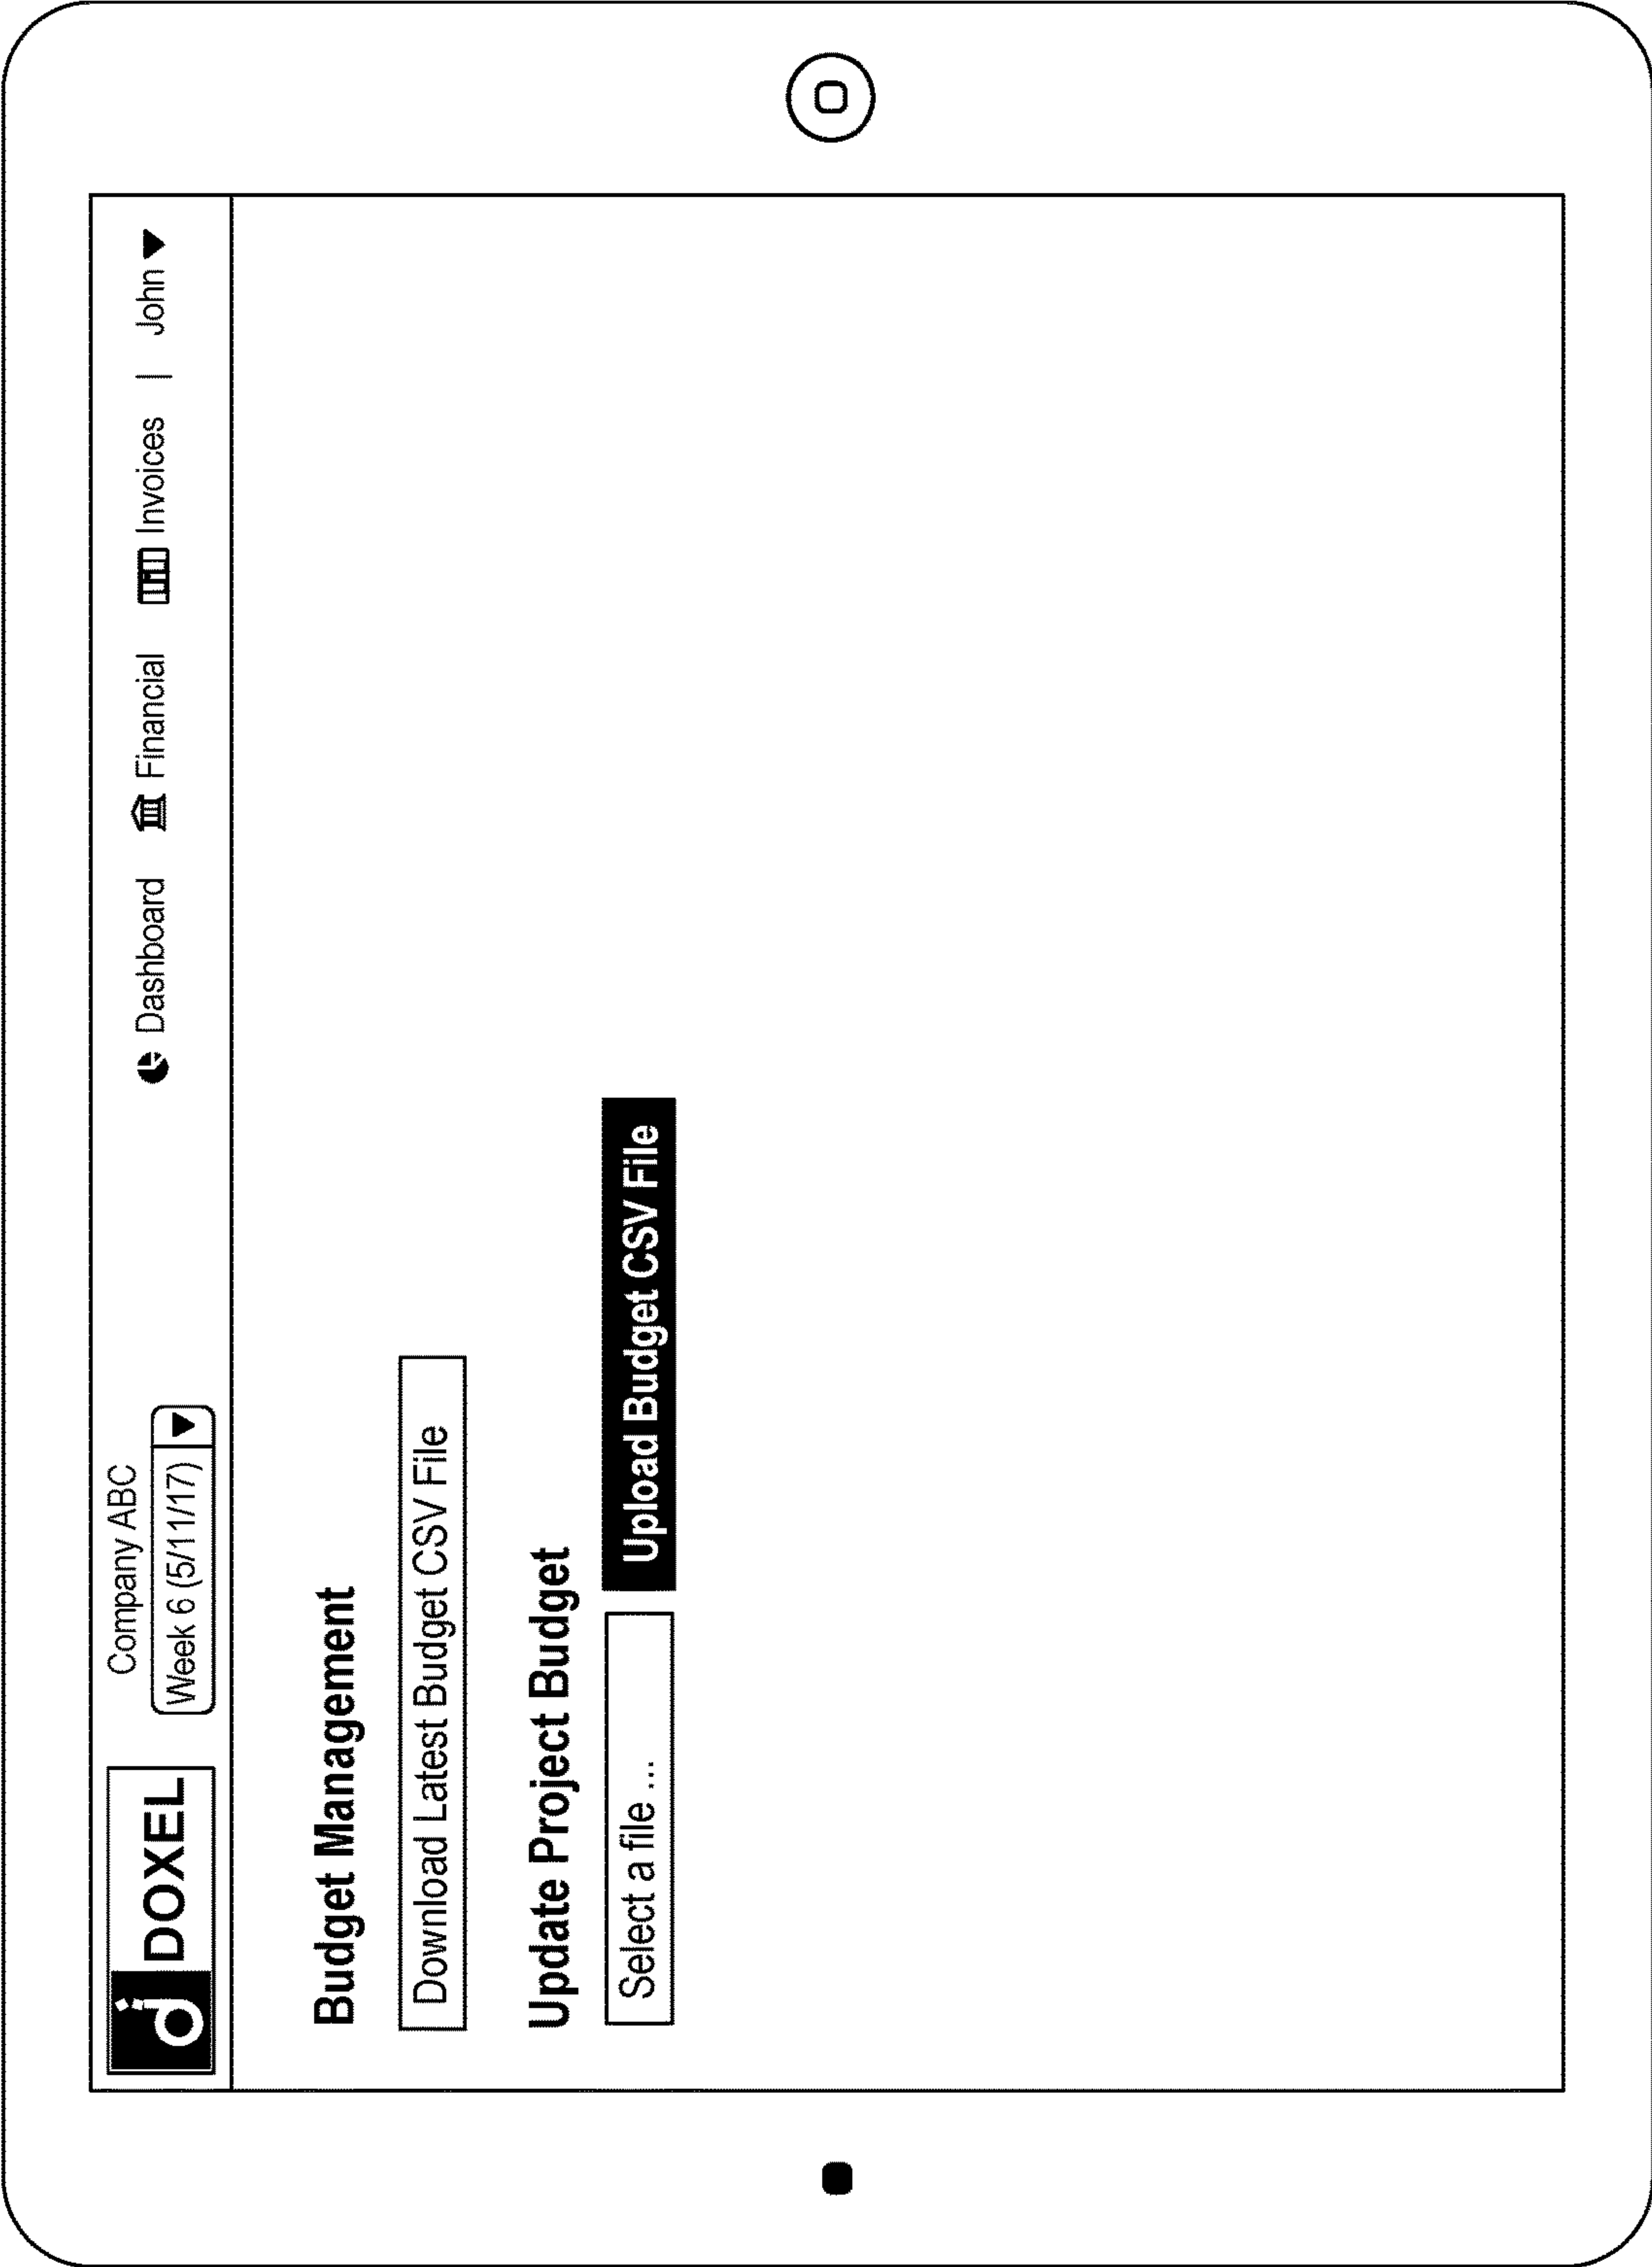 DOXEL
Company ABC
Week 6 (5/11/17)
Dashboard
Financial
Invoices | John
Budget Management
Download Latest Budget CSV File
Update Project Budget
Select a file ...
Upload Budget CSV File